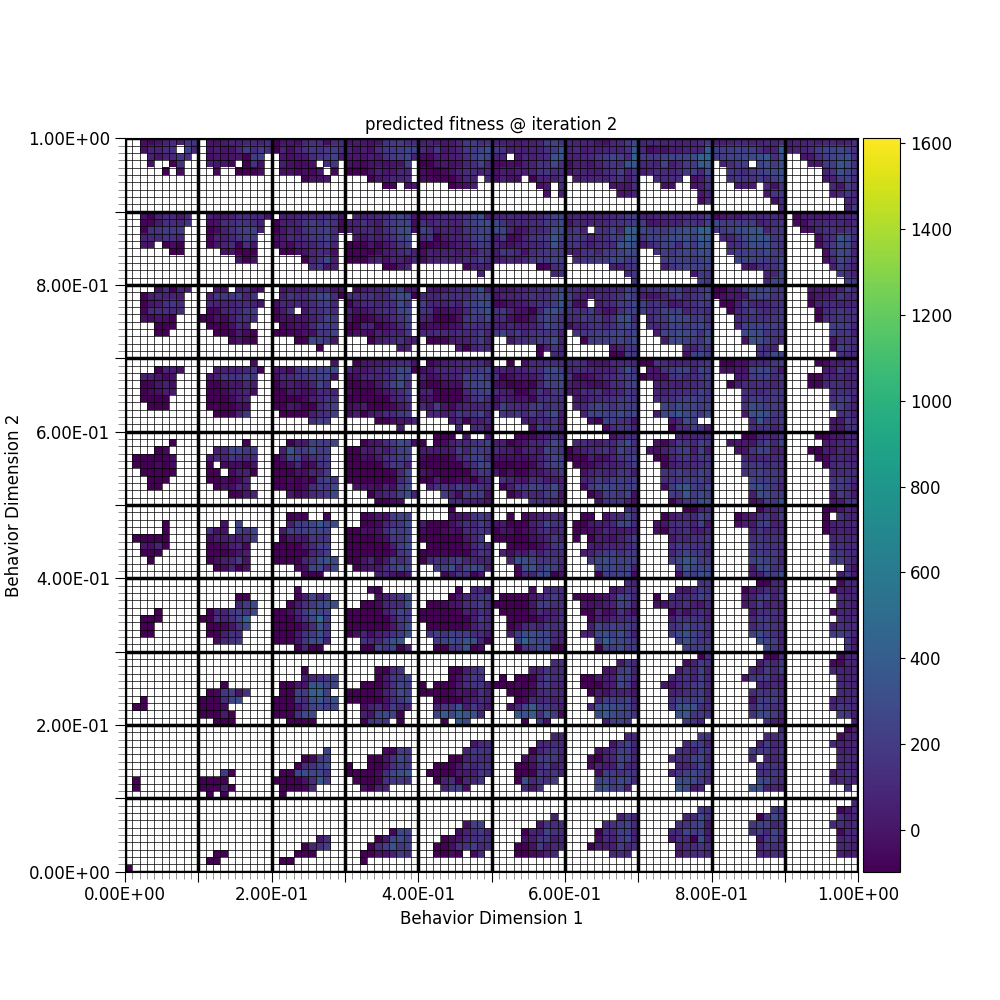 predicted fitness @ iteration 2
1.00E+00
8.00E-01
6.00E-01
4.00E-01
2.00E-01
0.00E+00
Behavior Dimension 2
0.00E+00 2.00E-01 4.00E-01 6.00E-01 8.00E-01 1.00E+00
Behavior Dimension 1
1600
1400
1200
1000
800
600
400
200
0